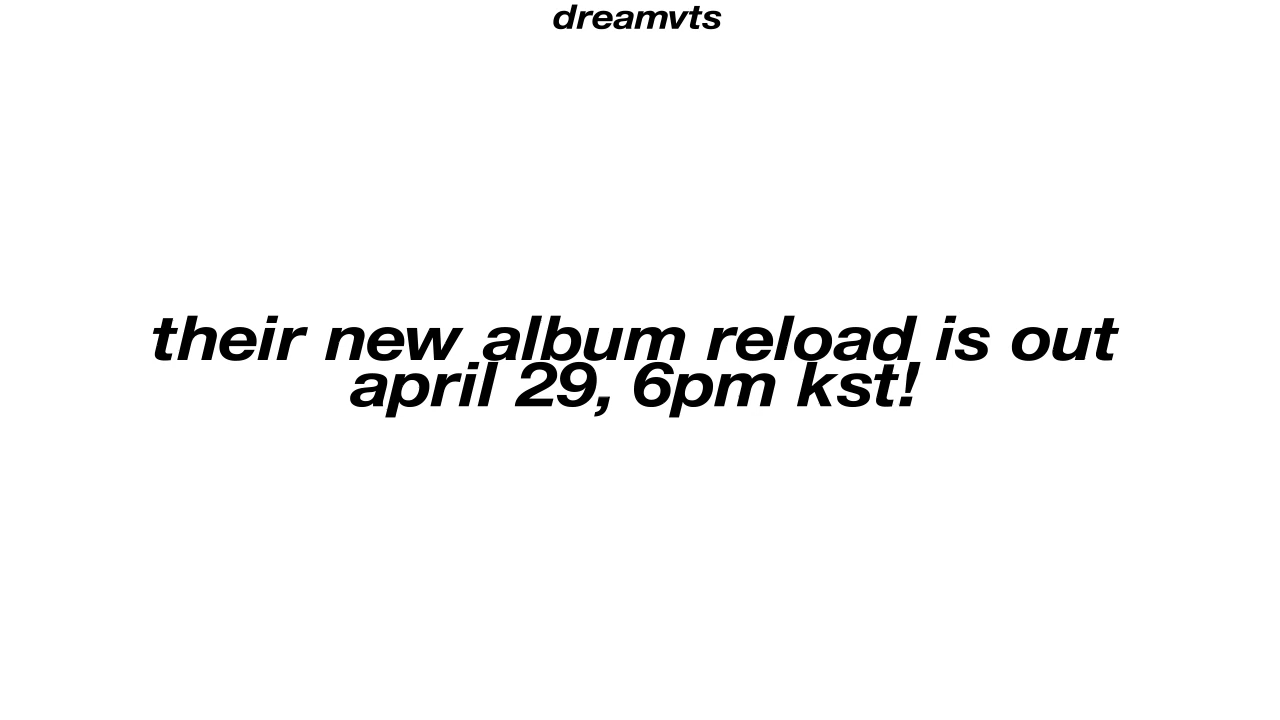 dreamvts
their new album reload is out
april 29, 6pm kst!